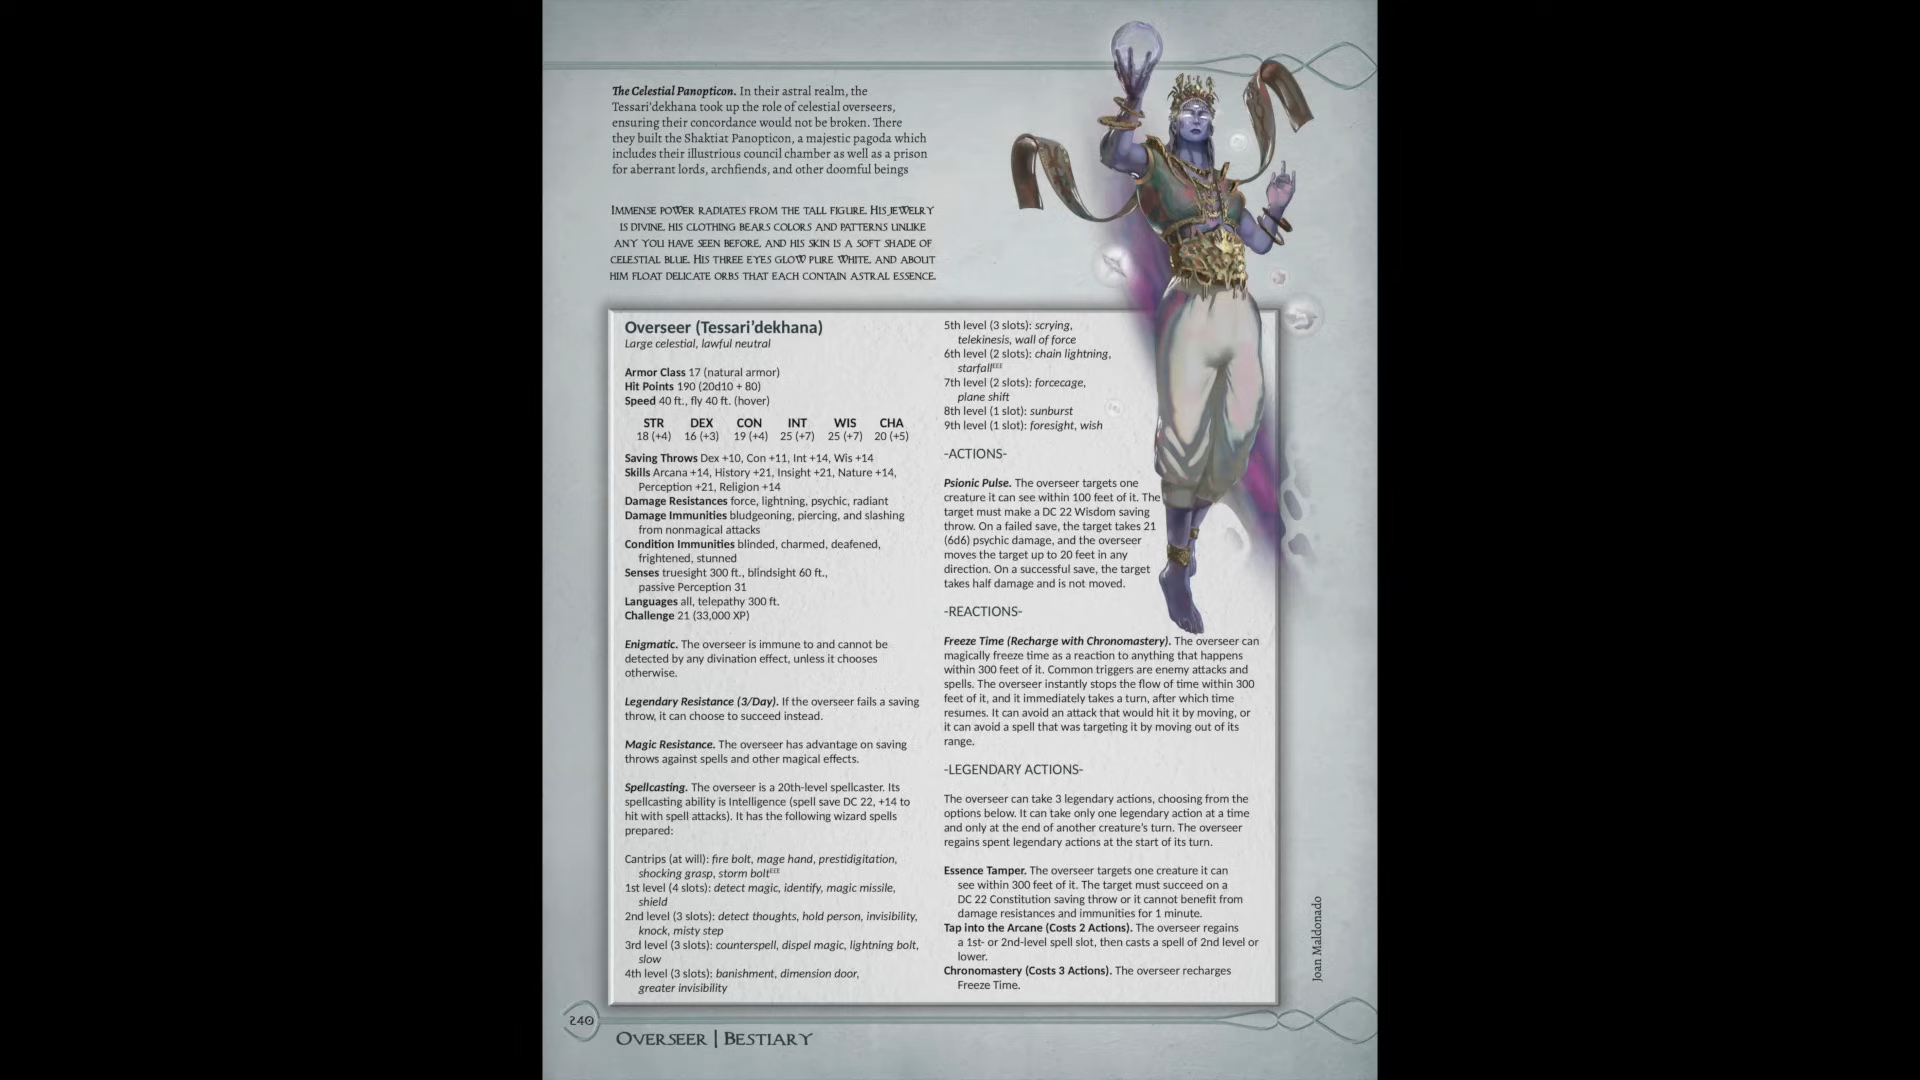 The Celestial Panopticon. In their astral realm, the
Tessari'dekhana took up the role of celestial overseers,
ensuring their concordance would not be broken. There
they built the Shaktiat Panopticon, a majestic pagoda which
includes their illustrious council chamber as well as a prison
for aberrant lords, archfiends, and other doomful beings
Immense power radiates from the tall figure. His jewelry
is divine, his clothing bears colors and patterns unlike
any you have seen before, and his skin is a soft shade of
celestial blue. His three eyes glow pure white, and about
him float delicate orbs that each contain astral essence.
Overseer (Tessari'dekhana)
Large celestial, lawful neutral
Armor Class 17 (natural armor)
Hit Points 190 (20d10 + 80)
Speed 40 ft., fly 40 ft. (hover)
STR DEX CON INT WIS CHA
18 (+4) 16 (+3) 19 (+4) 25 (+7) 25 (+7) 20 (+5)
Saving Throws Dex +10, Con +11, Int +14, Wis +14
Skills Arcana +14, History +21, Insight +21, Nature +14,
Perception +21, Religion +14
Damage Resistances force, lightning, psychic, radiant
Damage Immunities bludgeoning, piercing, and slashing
from nonmagical attacks
Condition Immunities blinded, charmed, deafened,
frightened, stunned
Senses truesight 300 ft., blindsight 60 ft.,
passive Perception 31
Languages all, telepathy 300 ft.
Challenge 21 (33,000 XP)
Enigmatic. The overseer is immune to and cannot be
detected by any divination effect, unless it chooses
otherwise.
Legendary Resistance (3/Day). If the overseer fails a saving
throw, it can choose to succeed instead.
Magic Resistance. The overseer has advantage on saving
throws against spells and other magical effects.
Spellcasting. The overseer is a 20th-level spellcaster. Its
spellcasting ability is Intelligence (spell save DC 22, +14 to
hit with spell attacks). It has the following wizard spells
prepared:
Cantrips (at will): fire bolt, mage hand, prestidigitation,
shocking grasp, storm boltEEE
1st level (4 slots): detect magic, identify, magic missile,
shield
2nd level (3 slots): detect thoughts, hold person, invisibility,
knock, misty step
3rd level (3 slots): counterspell, dispel magic, lightning bolt,
slow
4th level (3 slots): banishment, dimension door,
greater invisibility
5th level (3 slots): scrying,
telekinesis, wall of force
6th level (2 slots): chain lightning,
starfallEEE
7th level (2 slots): forcecage,
plane shift
8th level (1 slot): sunburst
9th level (1 slot): foresight, wish
-ACTIONS-
Psionic Pulse. The overseer targets one
creature it can see within 100 feet of it. The
target must make a DC 22 Wisdom saving
throw. On a failed save, the target takes 21
(6d6) psychic damage, and the overseer
moves the target up to 20 feet in any
direction. On a successful save, the target
takes half damage and is not moved.
-REACTIONS-
Freeze Time (Recharge with Chronomastery). The overseer can
magically freeze time as a reaction to anything that happens
within 300 feet of it. Common triggers are enemy attacks and
spells. The overseer instantly stops the flow of time within 300
feet of it, and it immediately takes a turn, after which time
resumes. It can avoid an attack that would hit it by moving, or
it can avoid a spell that was targeting it by moving out of its
range.
-LEGENDARY ACTIONS-
The overseer can take 3 legendary actions, choosing from the
options below. It can take only one legendary action at a time
and only at the end of another creature's turn. The overseer
regains spent legendary actions at the start of its turn.
Essence Tamper. The overseer targets one creature it can
see within 300 feet of it. The target must succeed on a
DC 22 Constitution saving throw or it cannot benefit from
damage resistances and immunities for 1 minute.
Tap into the Arcane (Costs 2 Actions). The overseer regains
a 1st- or 2nd-level spell slot, then casts a spell of 2nd level or
lower.
Chronomastery (Costs 3 Actions). The overseer recharges
Freeze Time.
Joan Maldonado
240
Overseer | Bestiary